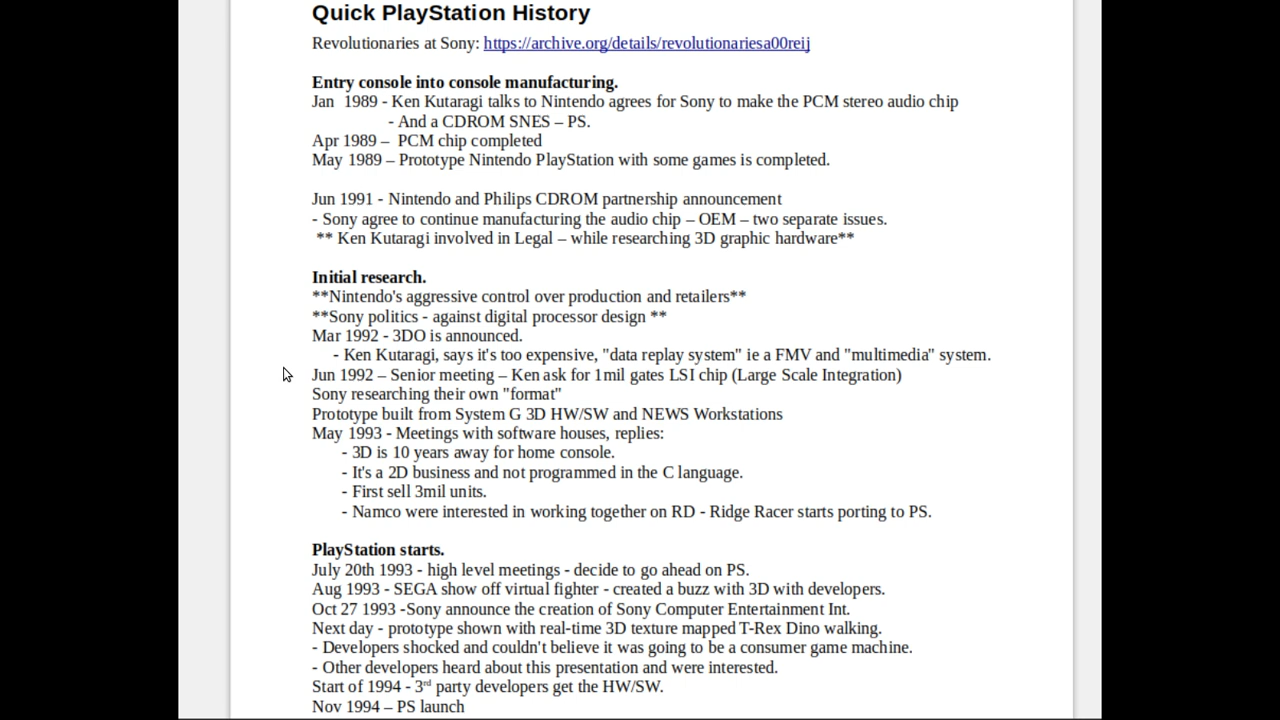 Quick PlayStation History
Revolutionaries at Sony: https://archive.org/details/revolutionariesa00reij
Entry console into console manufacturing.
Jan  1989 - Ken Kutaragi talks to Nintendo agrees for Sony to make the PCM stereo audio chip
- And a CDROM SNES – PS.
Apr 1989 –  PCM chip completed
May 1989 – Prototype Nintendo PlayStation with some games is completed.
Jun 1991 - Nintendo and Philips CDROM partnership announcement
- Sony agree to continue manufacturing the audio chip – OEM – two separate issues.
** Ken Kutaragi involved in Legal – while researching 3D graphic hardware**
Initial research.
**Nintendo's aggressive control over production and retailers**
**Sony politics - against digital processor design **
Mar 1992 - 3DO is announced.
- Ken Kutaragi, says it's too expensive, "data replay system" ie a FMV and "multimedia" system.
Jun 1992 – Senior meeting – Ken ask for 1mil gates LSI chip (Large Scale Integration)
Sony researching their own "format"
Prototype built from System G 3D HW/SW and NEWS Workstations
May 1993 - Meetings with software houses, replies:
- 3D is 10 years away for home console.
- It's a 2D business and not programmed in the C language.
- First sell 3mil units.
- Namco were interested in working together on RD - Ridge Racer starts porting to PS.
PlayStation starts.
July 20th 1993 - high level meetings - decide to go ahead on PS.
Aug 1993 - SEGA show off virtual fighter - created a buzz with 3D with developers.
Oct 27 1993 -Sony announce the creation of Sony Computer Entertainment Int.
Next day - prototype shown with real-time 3D texture mapped T-Rex Dino walking.
- Developers shocked and couldn't believe it was going to be a consumer game machine.
- Other developers heard about this presentation and were interested.
Start of 1994 - 3rd party developers get the HW/SW.
Nov 1994 – PS launch